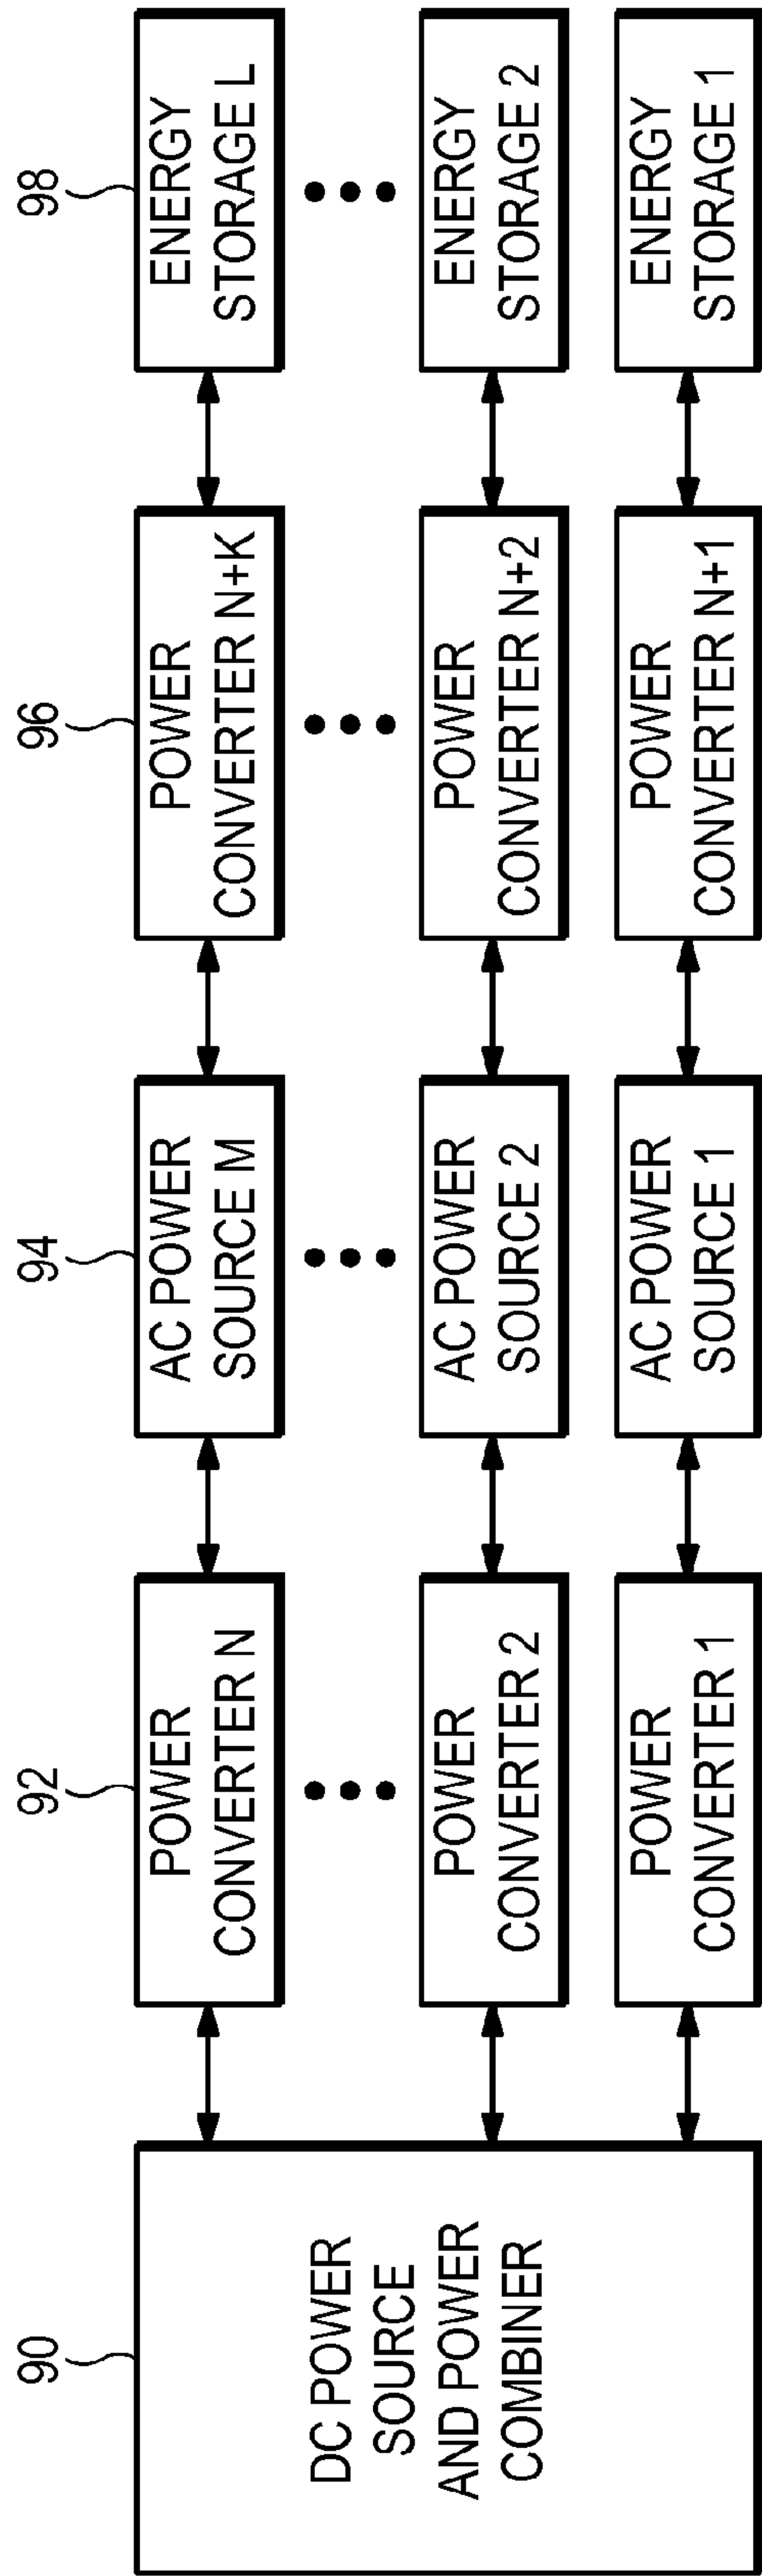 90
DC POWER
SOURCE
AND POWER
COMBINER
92
POWER
CONVERTER N
POWER
CONVERTER 2
POWER
CONVERTER 1
94
AC POWER
SOURCE M
AC POWER
SOURCE 2
AC POWER
SOURCE 1
96
POWER
CONVERTER N+K
POWER
CONVERTER N+2
POWER
CONVERTER N+1
98
ENERGY
STORAGE L
ENERGY
STORAGE 2
ENERGY
STORAGE 1